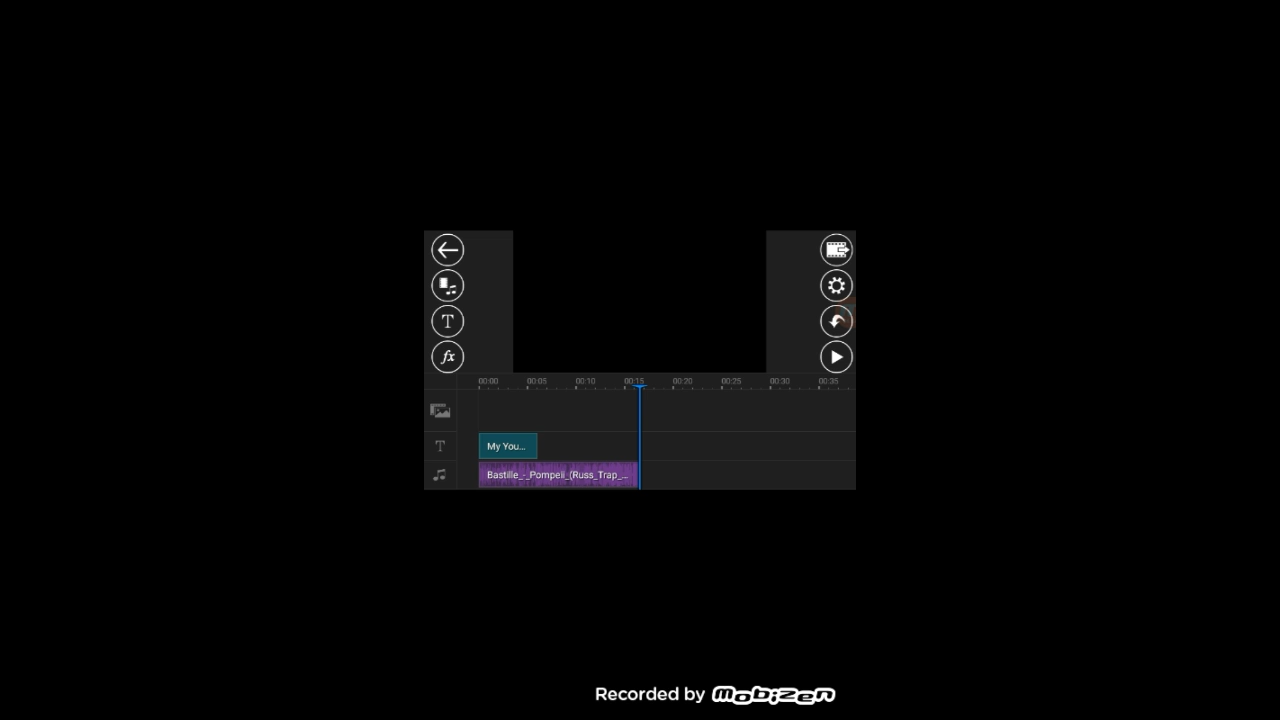 T
fx
00:00 00:05 00:10 00:15 00:20 00:25 00:30 00:35
T My You...
Bastille_-_Pompeii_(Russ_Trap_...
Recorded by Mobizen